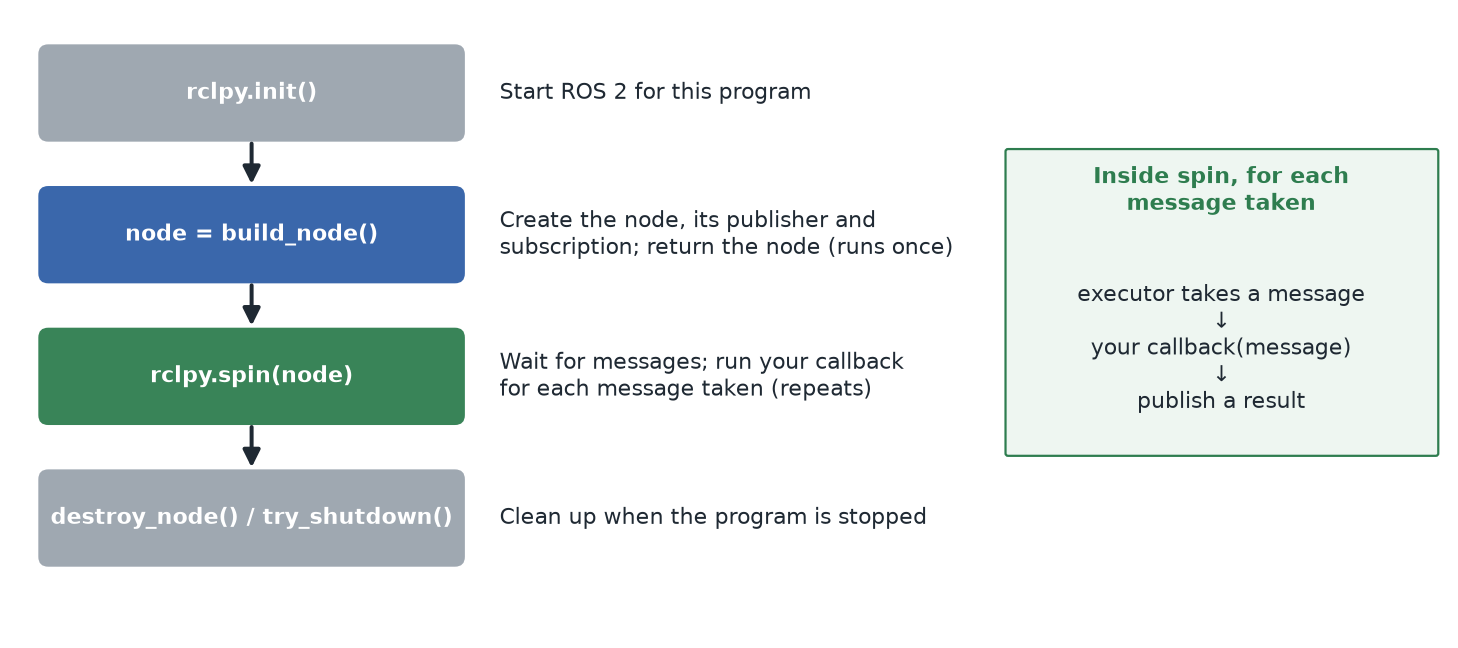 rclpy.init()
Start ROS 2 for this program
node = build_node()
Create the node, its publisher and
subscription; return the node (runs once)
rclpy.spin(node)
Wait for messages; run your callback
for each message taken (repeats)
destroy_node() / try_shutdown()
Clean up when the program is stopped
Inside spin, for each
message taken
executor takes a message
↓
your callback(message)
↓
publish a result